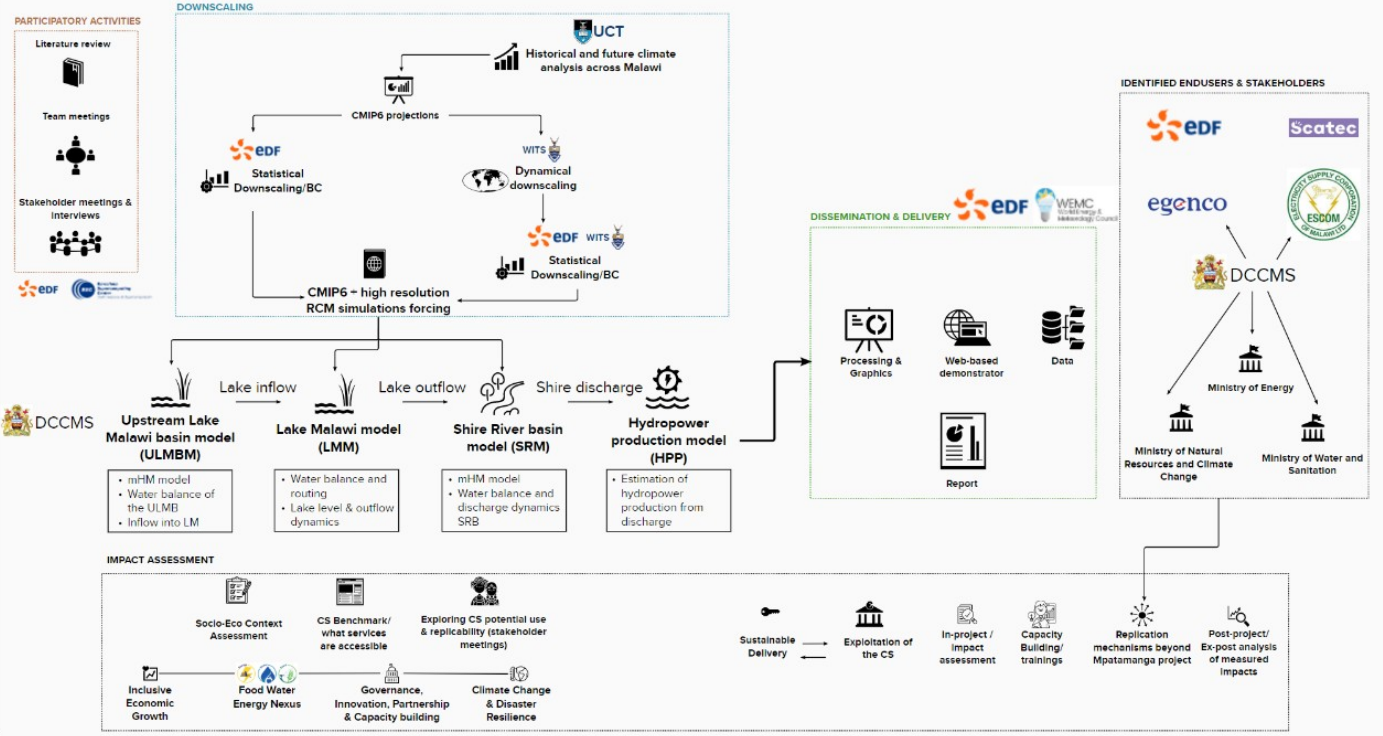 PARTICIPATORY ACTIVITIES
Literature review
Team meetings
Stakeholder meetings &
interviews
eDF
DOWNSCALING
UCT
Historical and future climate
analysis across Malawi
CMIP6 projections
eDF
Statistical
Downscaling/BC
WITS
Dynamical
downscaling
eDF WITS
Statistical
Downscaling/BC
CMIP6 + high resolution
RCM simulations forcing
DCCMS
Upstream Lake
Malawi basin model
(ULMBM)
• mHM model
• Water balance of
the ULMB
• Inflow into LM
Lake inflow
Lake Malawi model
(LMM)
• Water balance and
routing
• Lake level & outflow
dynamics
Lake outflow
Shire River basin
model (SRM)
• mHM model
• Water balance and
discharge dynamics
SRB
Shire discharge
Hydropower
production model
(HPP)
• Estimation of
hydropower
production from
discharge
DISSEMINATION & DELIVERY
eDF
WEMC
World Energy &
Meteorology Council
Processing &
Graphics
Web-based
demonstrator
Data
Report
IDENTIFIED ENDUSERS & STAKEHOLDERS
eDF
Scatec
egenco
ELECTRICITY SUPPLY CORPORATION
ESCOM
OF MALAWI LTD
DCCMS
Ministry of Energy
Ministry of Natural
Resources and Climate
Change
Ministry of Water and
Sanitation
IMPACT ASSESSMENT
Socio-Eco Context
Assessment
CS Benchmark/
what services
are accessible
Exploring CS potential use
& replicability (stakeholder
meetings)
Inclusive
Economic
Growth
Food Water
Energy Nexus
Governance,
Innovation, Partnership
& Capacity building
Climate Change
& Disaster
Resilience
Sustainable
Delivery
Exploitation of
the CS
In-project /
Impact
assessment
Capacity
Building/
trainings
Replication
mechanisms beyond
Mpatamanga project
Post-project/
Ex-post analysis
of measured
impacts